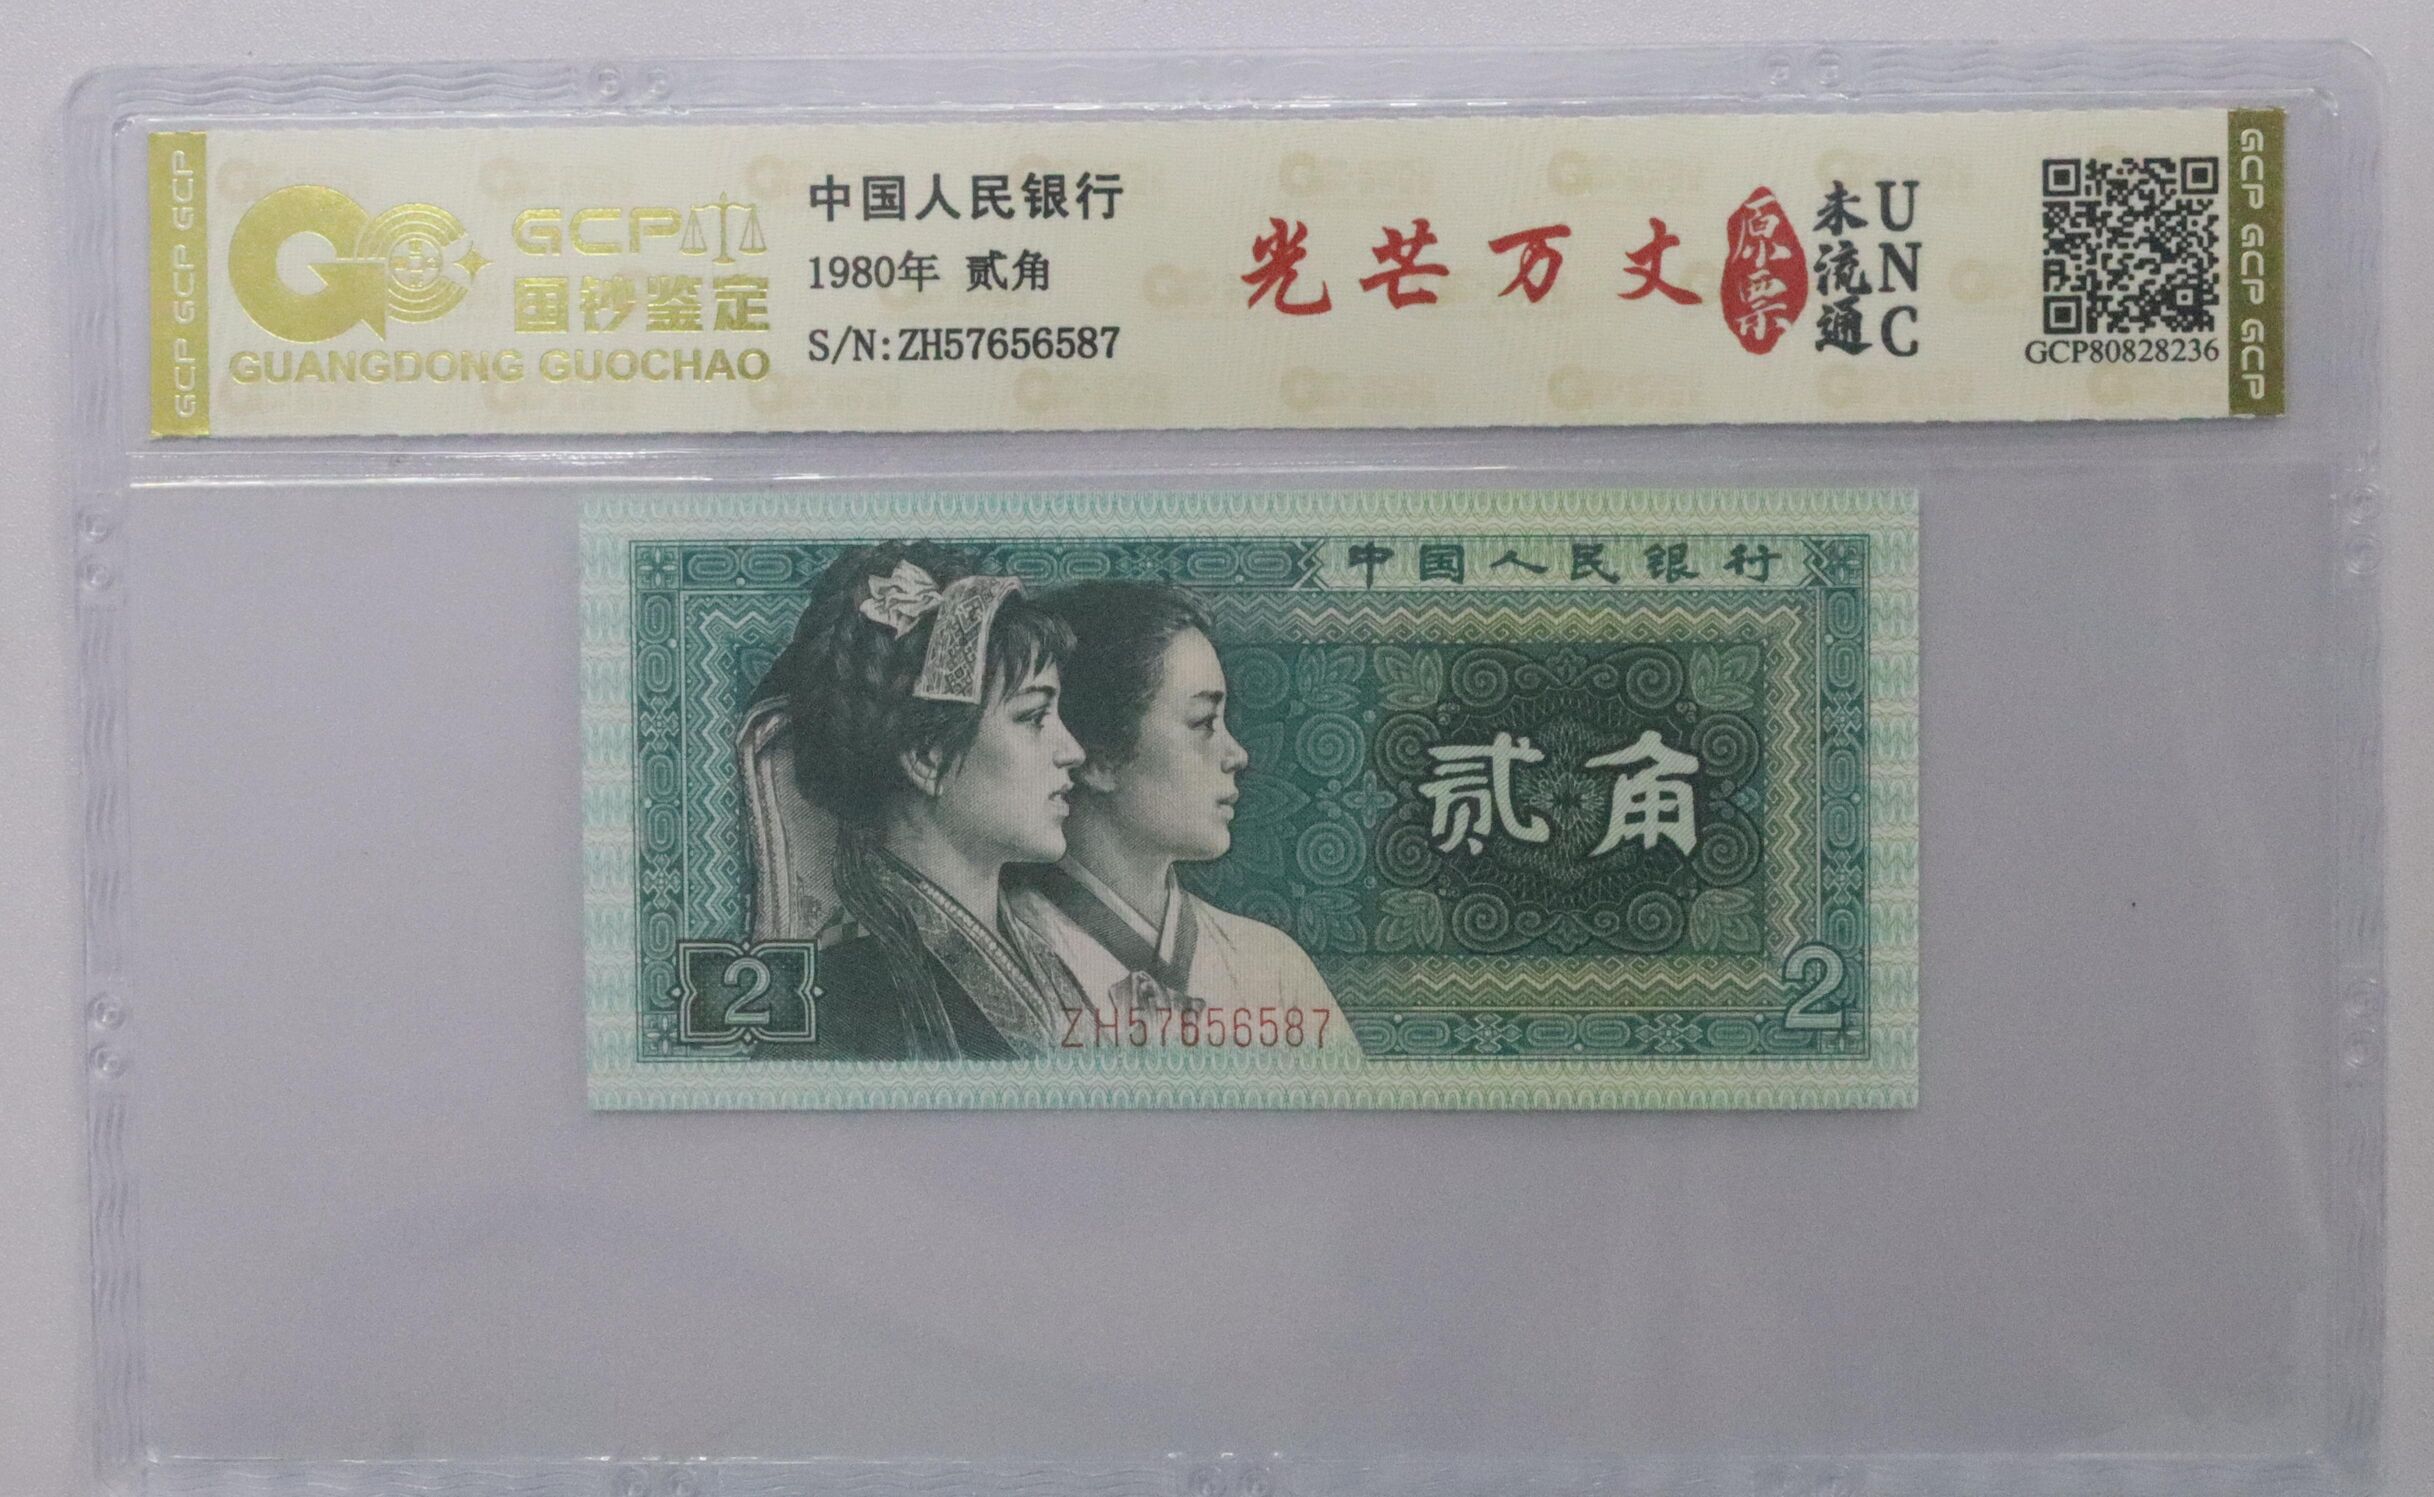 GCP GCP GCP
GCP
国钞鉴定
GUANGDONG GUOCHAO
中国人民银行
1980年 贰角
S/N:ZH57656587
光芒万丈
原票
未流通
UNC
GCP80828236
GCP GCP GCP
中国人民银行
贰角
2
2
ZH57656587